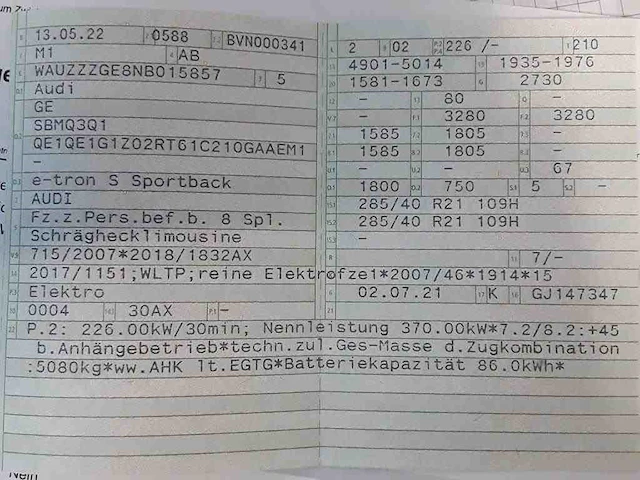 13.05.22 0588 BVN000341
M1 AB
WAUZZZGE8NB015857 5
Audi
GE
SBMQ3Q1
QE1QE1G1Z02RT61C210GAAEM1
-
e-tron S Sportback
AUDI
Fz.z.Pers.bef.b. 8 Spl.
Schräghecklimousine
715/2007*2018/1832AX
2017/1151;WLTP;reine Elektrofze1*2007/46*1914*15
Elektro
0004 30AX -
2 02 226 /- 210
4901-5014 1935-1976
1581-1673 2730
- 80 -
- 3280 3280
1585 1805 -
1585 1805 -
- - 67
1800 750 5 -
285/40 R21 109H
285/40 R21 109H
-
7/-
02.07.21 K GJ147347
P.2: 226.00kW/30min; Nennleistung 370.00kW*7.2/8.2:+45
b.Anhängebetrieb*techn.zul.Ges-Masse d.Zugkombination
:5080kg*ww.AHK lt.EGTG*Batteriekapazität 86.0kWh*